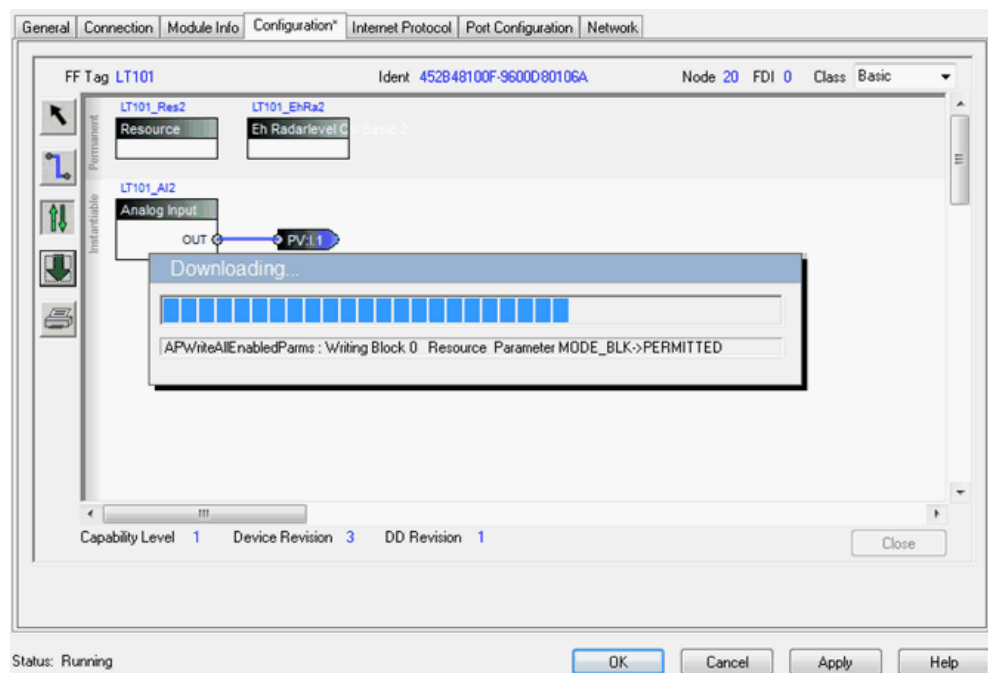 General Connection Module Info Configuration* Internet Protocol Port Configuration Network
FF Tag LT101 Ident 452B48100F-9600D80106A Node 20 FDI 0 Class Basic
LT101_Res2 LT101_EhRa2
Resource Eh Radarlevel C Basic 2
Permanent
LT101_AI2
Analog Input
Instantiable
OUT PV:L1
Downloading...
APWriteAllEnabledParms : Writing Block 0 Resource Parameter MODE_BLK->PERMITTED
Capability Level 1 Device Revision 3 DD Revision 1
Close
Status: Running OK Cancel Apply Help